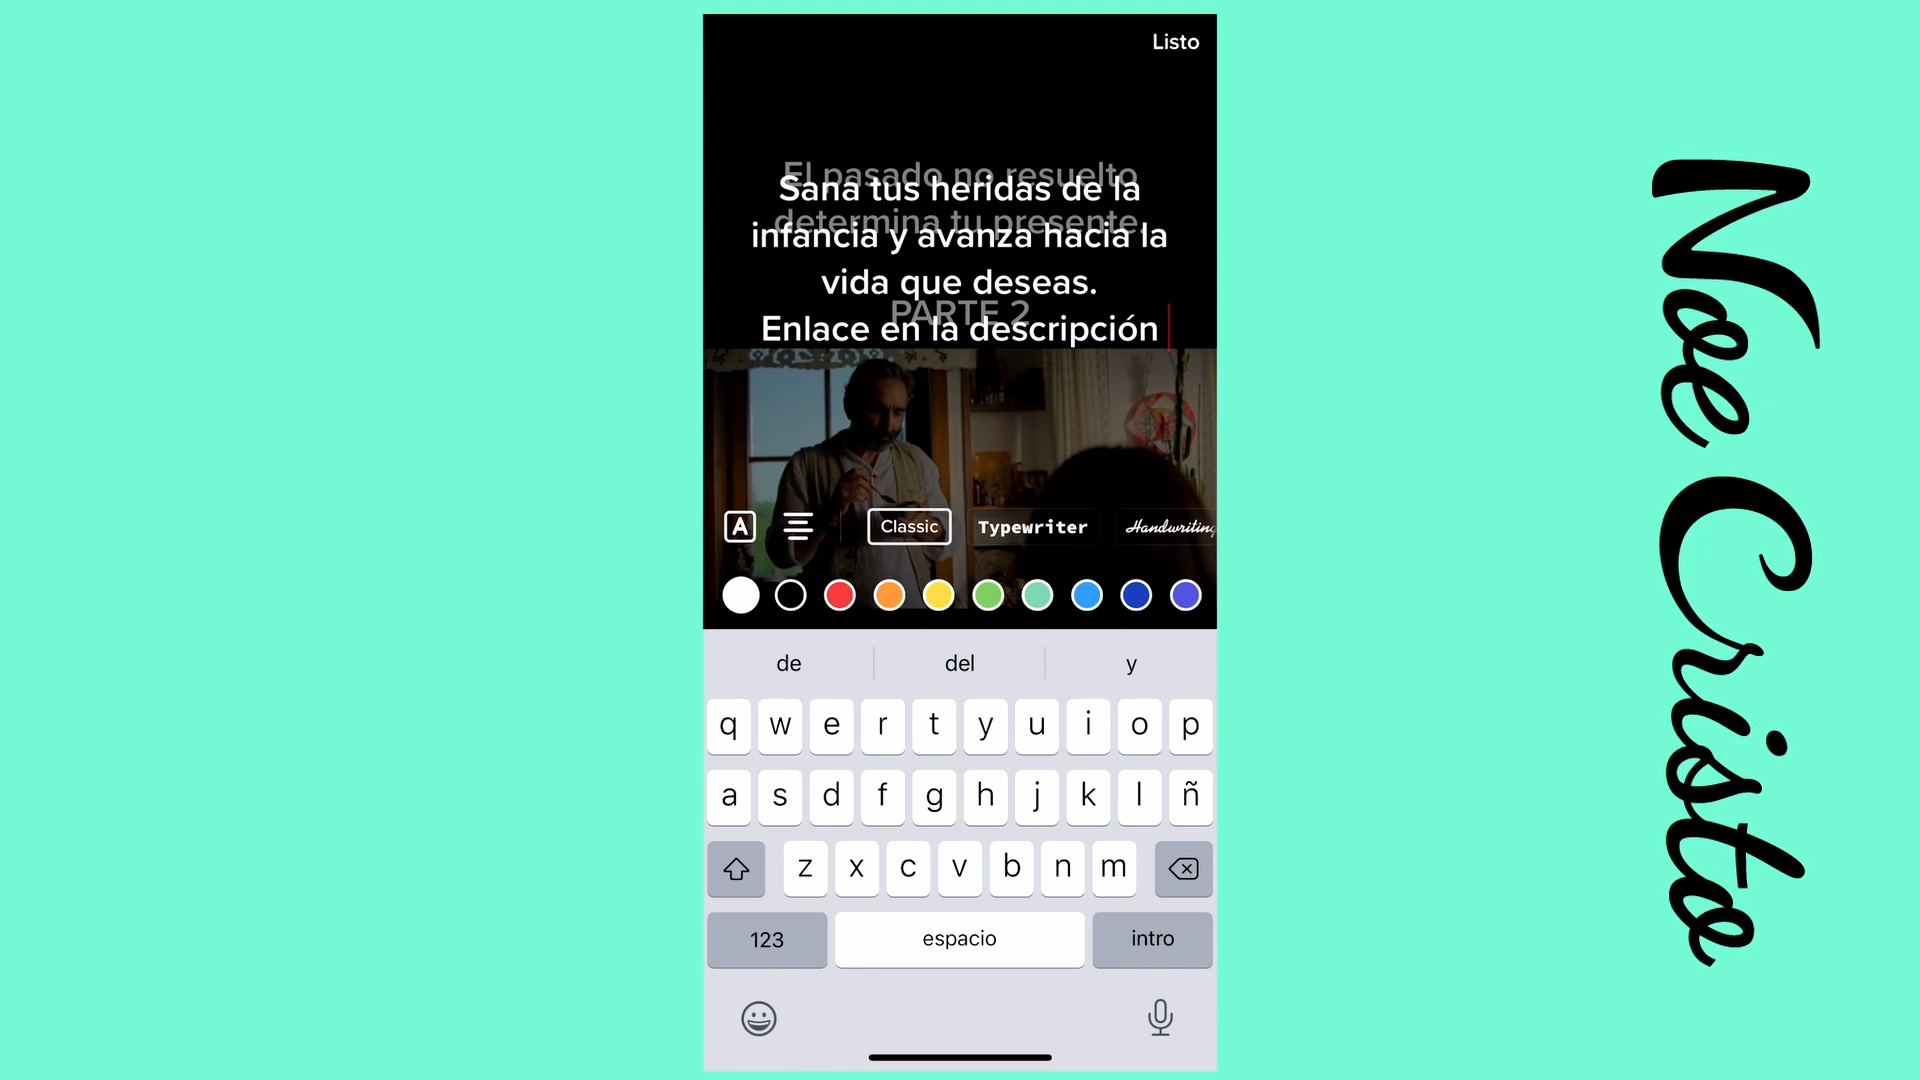 Listo
El pasado no resuelto
determina tu presente.
PARTE 2
Sana tus heridas de la
infancia y avanza hacia la
vida que deseas.
Enlace en la descripción
A
Classic
Typewriter
Handwriting
de
del
y
q w e r t y u i o p
a s d f g h j k l ñ
z x c v b n m
123
espacio
intro
Noe Cristo